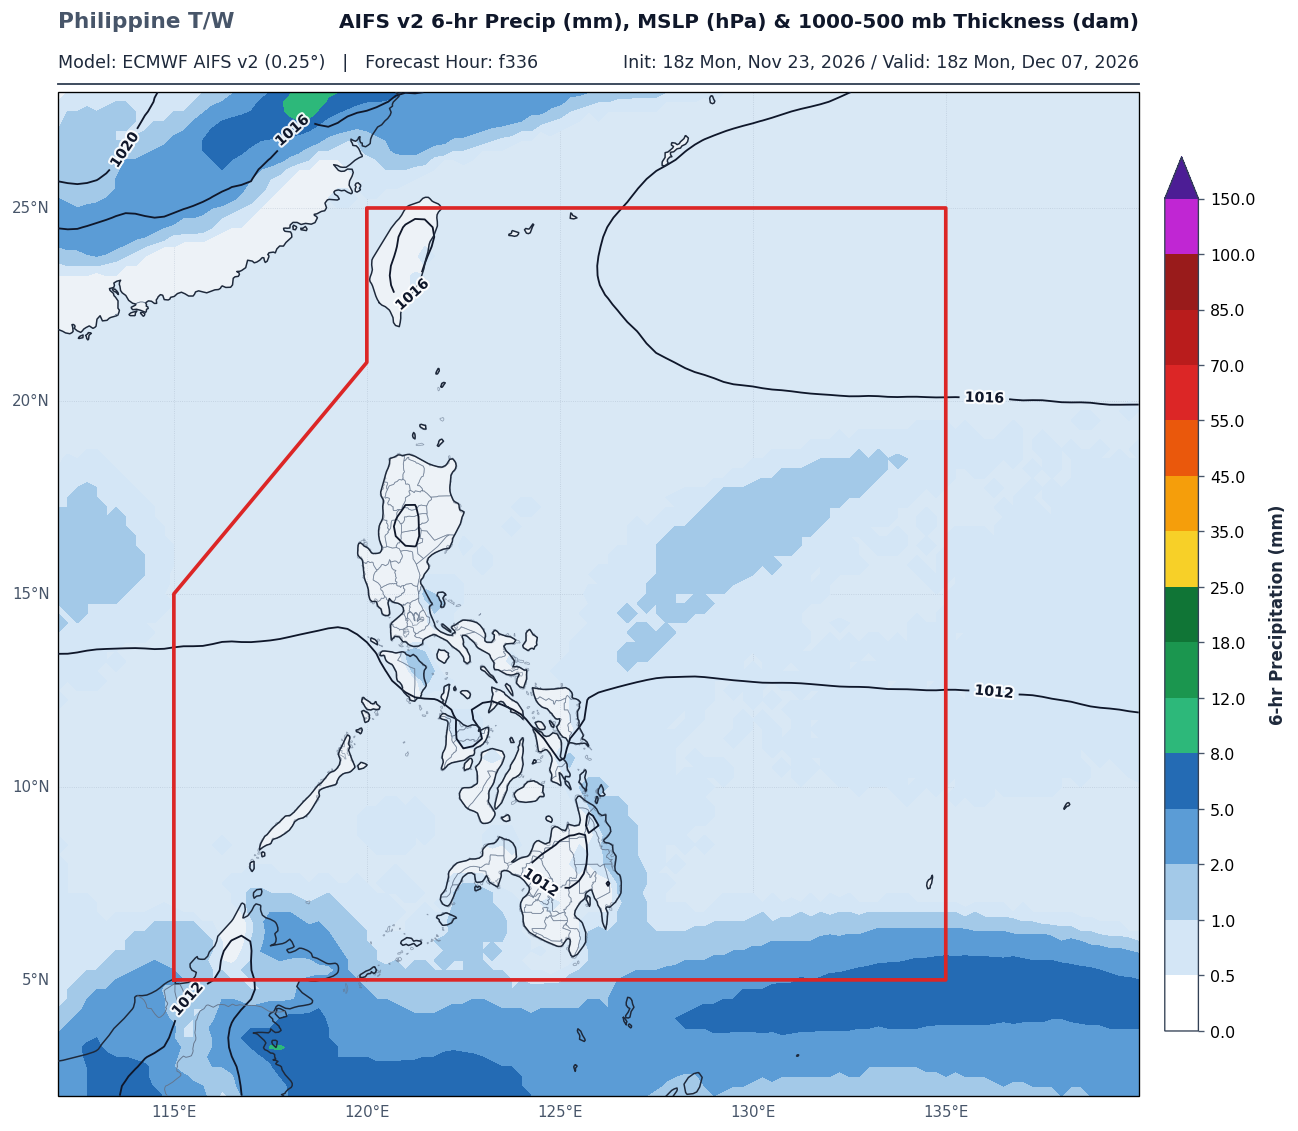 Philippine T/W
AIFS v2 6-hr Precip (mm), MSLP (hPa) & 1000-500 mb Thickness (dam)
Model: ECMWF AIFS v2 (0.25°) | Forecast Hour: f336
Init: 18z Mon, Nov 23, 2026 / Valid: 18z Mon, Dec 07, 2026
1020
1016
1016
1016
1012
1012
1012
25°N
20°N
15°N
10°N
5°N
115°E
120°E
125°E
130°E
135°E
150.0
100.0
85.0
70.0
55.0
45.0
35.0
25.0
18.0
12.0
8.0
5.0
2.0
1.0
0.5
0.0
6-hr Precipitation (mm)